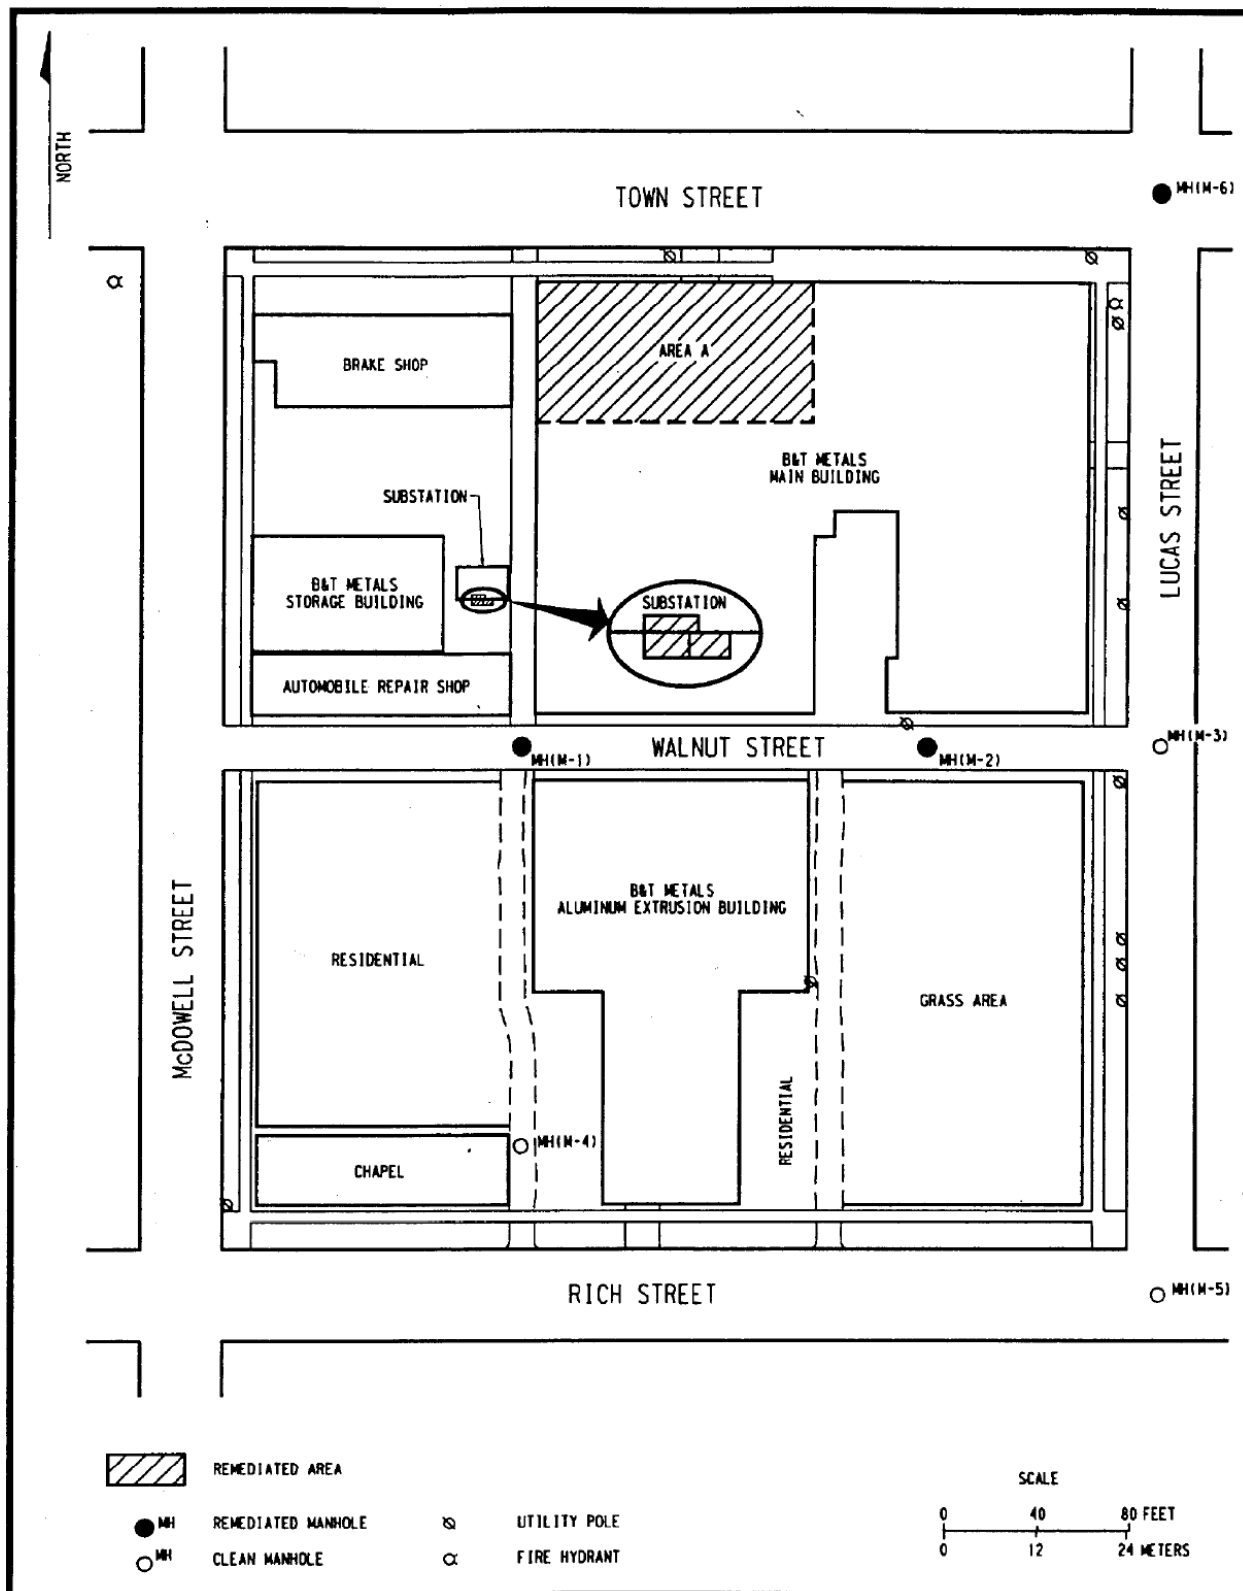 NORTH
TOWN STREET
MH(M-6)
BRAKE SHOP
AREA A
B&T METALS
MAIN BUILDING
SUBSTATION
LUCAS STREET
B&T METALS
STORAGE BUILDING
SUBSTATION
AUTOMOBILE REPAIR SHOP
WALNUT STREET
MH(M-1)
MH(M-2)
MH(M-3)
McDOWELL STREET
B&T METALS
ALUMINUM EXTRUSION BUILDING
RESIDENTIAL
GRASS AREA
RESIDENTIAL
MH(M-4)
CHAPEL
RICH STREET
MH(M-5)
REMEDIATED AREA
MH REMEDIATED MANHOLE
UTILITY POLE
MH CLEAN MANHOLE
FIRE HYDRANT
SCALE
0 40 80 FEET
0 12 24 METERS